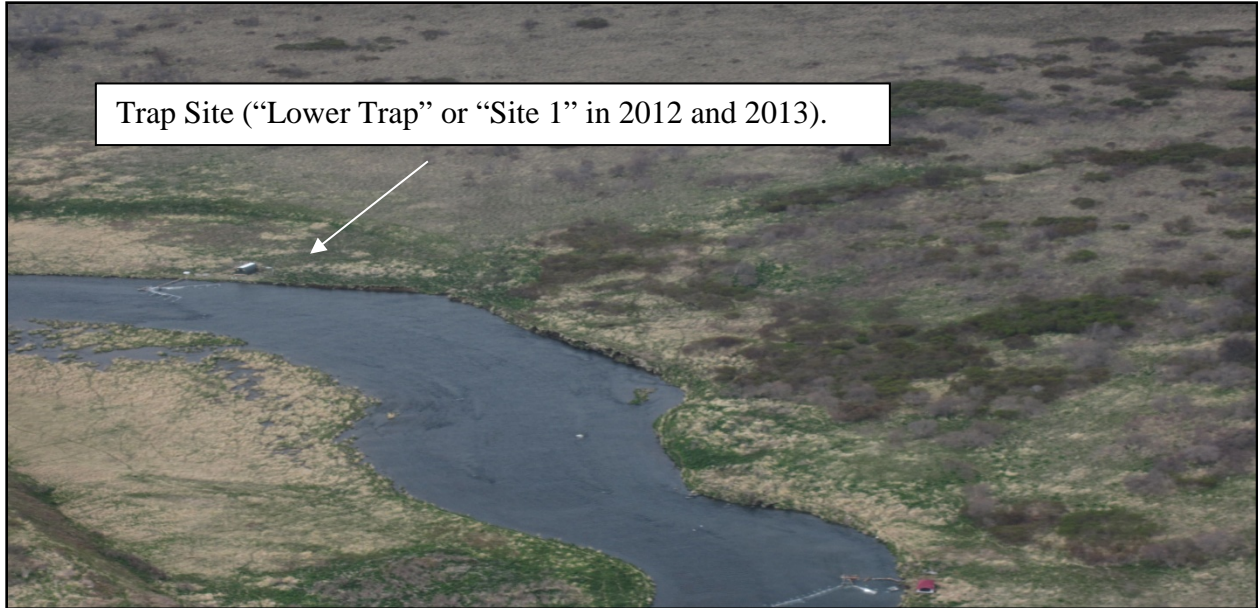 Trap Site (“Lower Trap” or “Site 1” in 2012 and 2013).